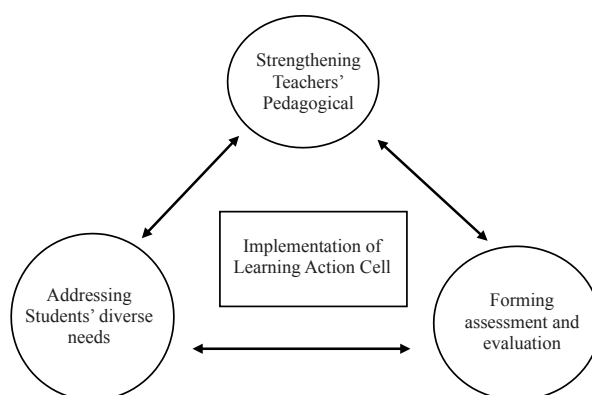 Strengthening
Teachers’
Pedagogical
Implementation of
Learning Action Cell
Addressing
Students’ diverse
needs
Forming
assessment and
evaluation